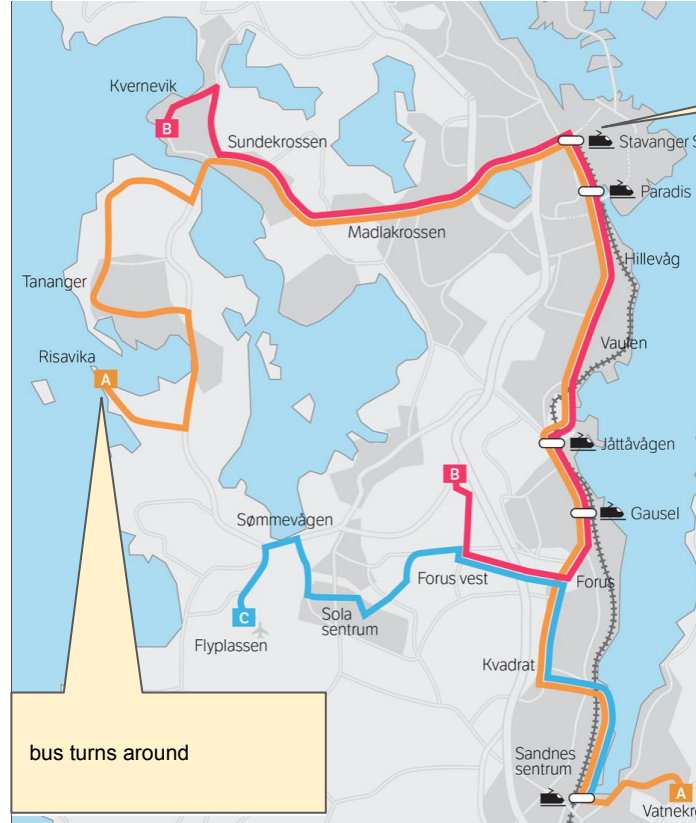 Kvernevik
B
Sundekrossen
Stavanger S
Paradis
Madlakrossen
Hillevåg
Tananger
Vaulen
Risavika
A
Jåttåvågen
B
Gausel
Sømmevågen
Forus vest
Forus
C
Sola
sentrum
Flyplassen
Kvadrat
bus turns around
Sandnes
sentrum
A
Vatnekr